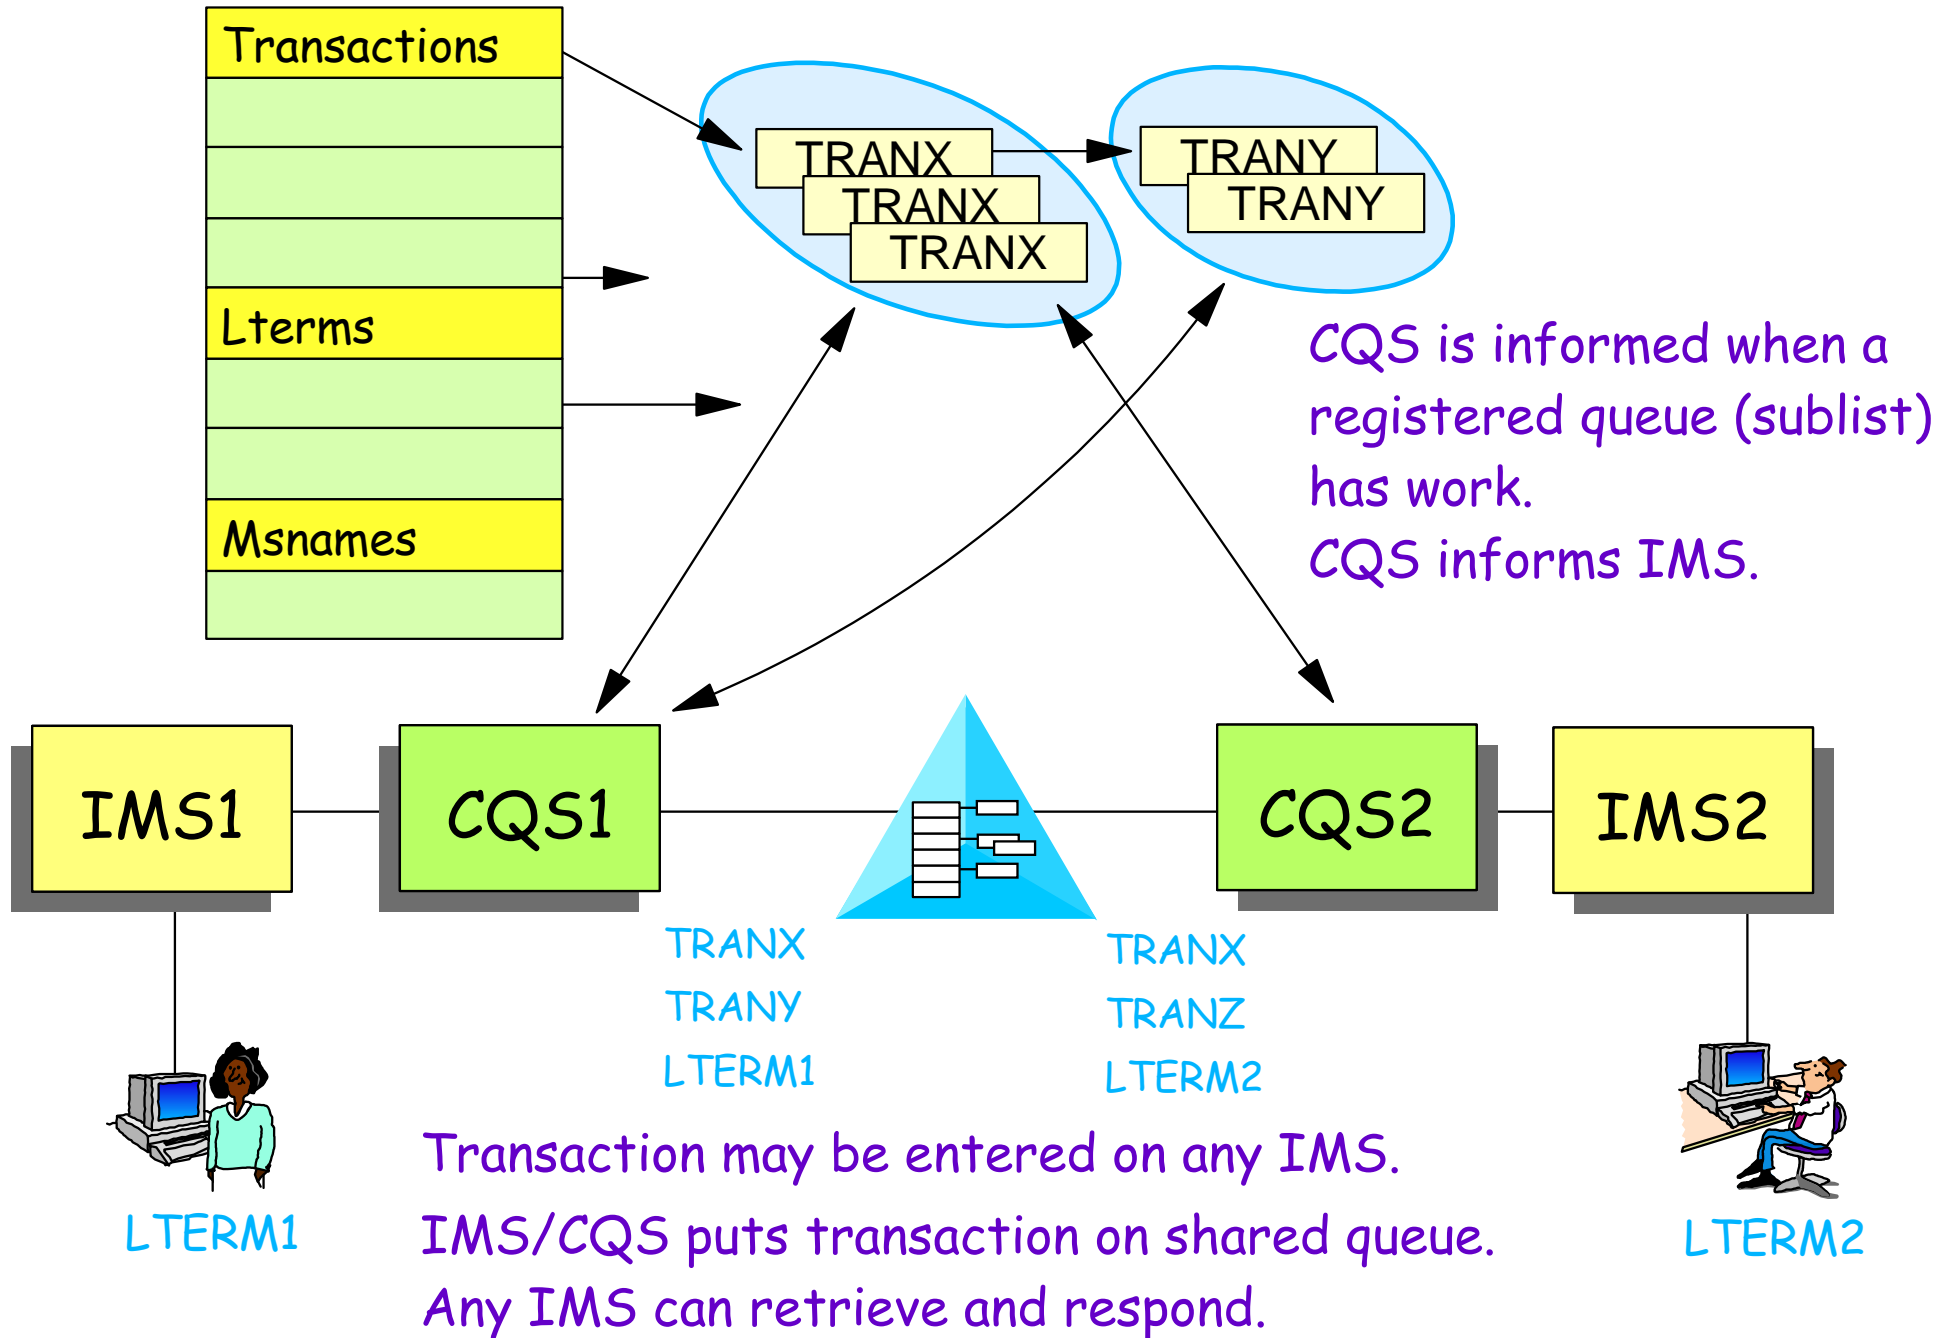 Transactions
TRANX
TRANX
TRANX
TRANY
TRANY
Lterms
Msnames
CQS is informed when a
registered queue (sublist)
has work.
CQS informs IMS.
IMS1
CQS1
CQS2
IMS2
TRANX
TRANY
LTERM1
TRANX
TRANZ
LTERM2
LTERM1
LTERM2
Transaction may be entered on any IMS.
IMS/CQS puts transaction on shared queue.
Any IMS can retrieve and respond.